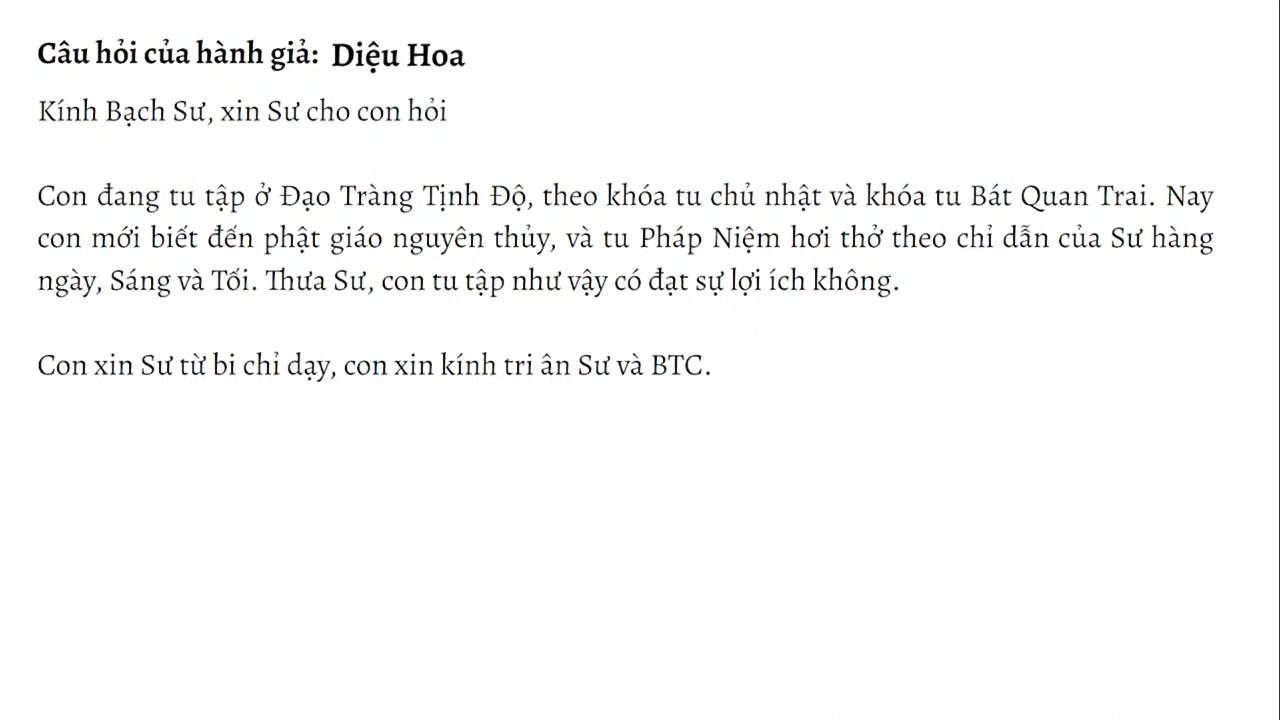 Câu hỏi của hành giả: Diệu Hoa
Kính Bạch Sư, xin Sư cho con hỏi
Con đang tu tập ở Đạo Tràng Tịnh Độ, theo khóa tu chủ nhật và khóa tu Bát Quan Trai. Nay
con mới biết đến phật giáo nguyên thủy, và tu Pháp Niệm hơi thở theo chỉ dẫn của Sư hàng
ngày, Sáng và Tối. Thưa Sư, con tu tập như vậy có đạt sự lợi ích không.
Con xin Sư từ bi chỉ dạy, con xin kính tri ân Sư và BTC.